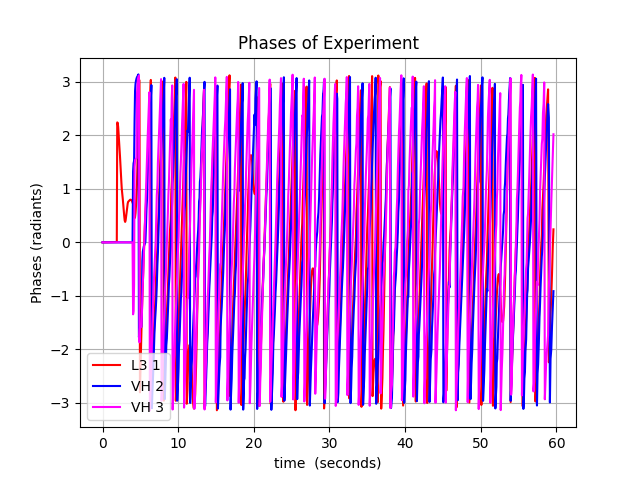 Phases of Experiment
Phases (radiants)
3
2
1
0
−1
−2
−3
L3 1
VH 2
VH 3
0 10 20 30 40 50 60
time (seconds)